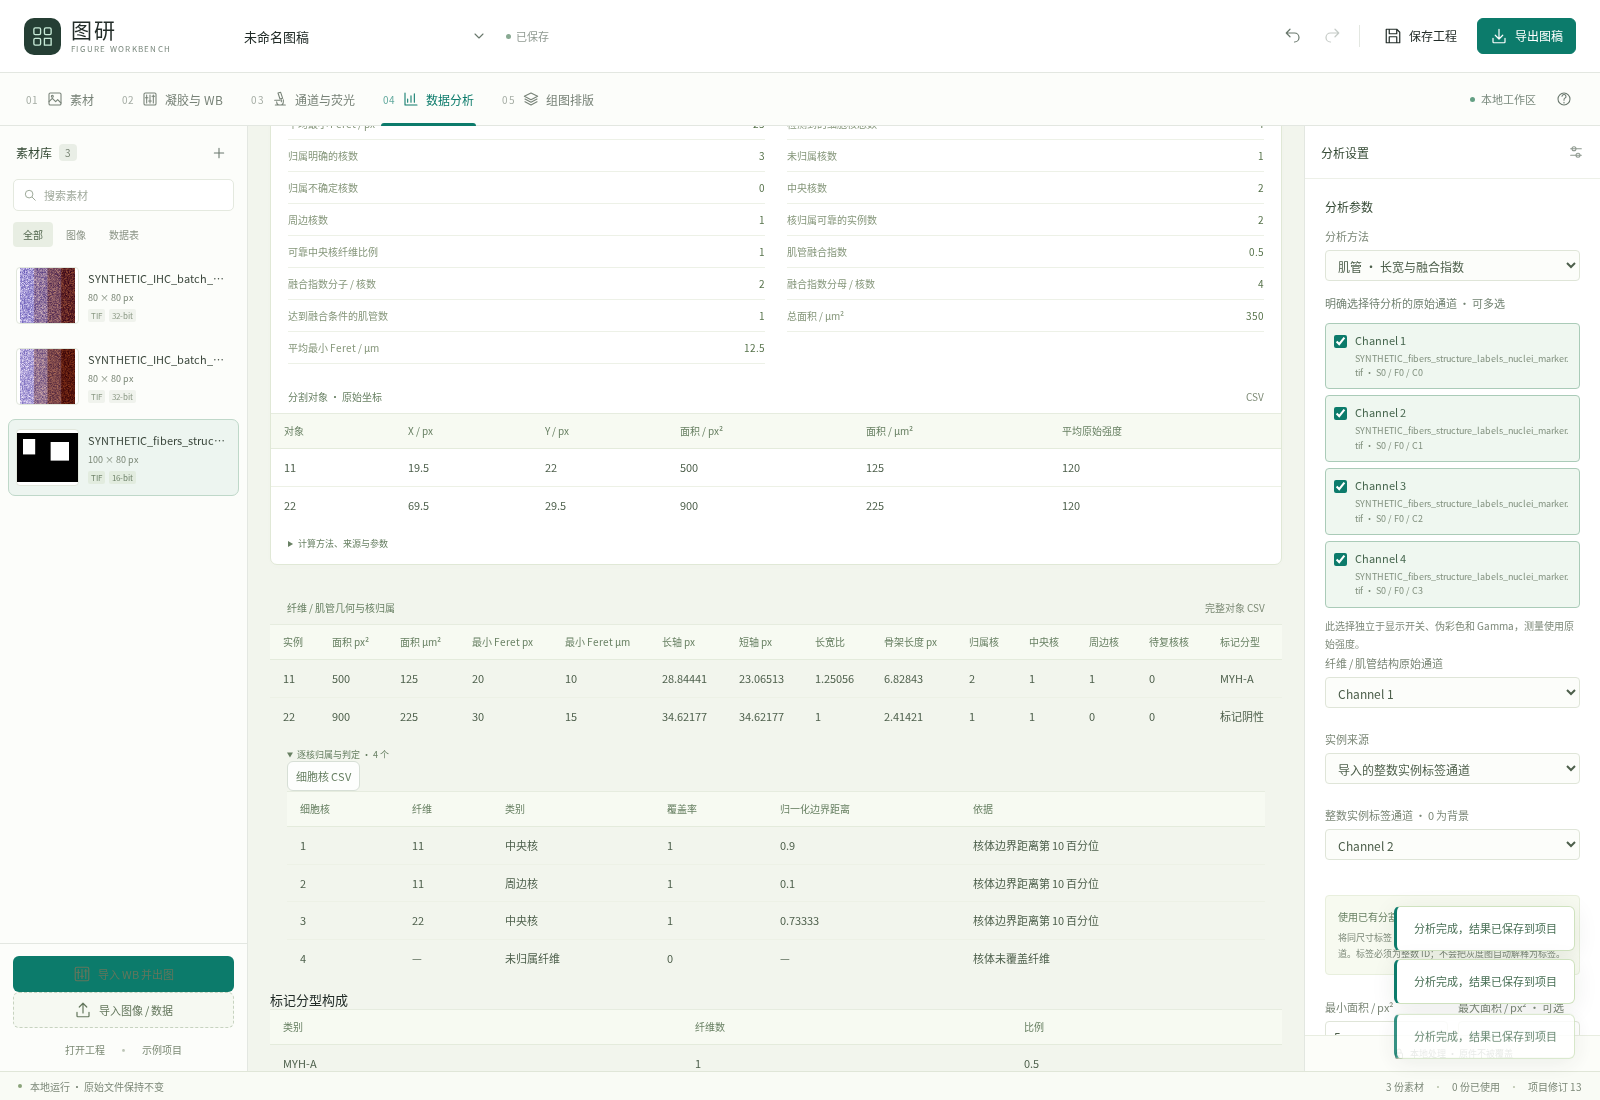 图研
FIGURE WORKBENCH
未命名图稿
已保存
保存工程
导出图稿
01 素材
02 凝胶与 WB
03 通道与荧光
04 数据分析
05 组图排版
本地工作区
素材库 3
搜索素材
全部 图像 数据表
SYNTHETIC_IHC_batch_···
80 × 80 px
TIF 32-bit
SYNTHETIC_IHC_batch_···
80 × 80 px
TIF 32-bit
SYNTHETIC_fibers_struc···
100 × 80 px
TIF 16-bit
导入 WB 并出图
导入图像 / 数据
打开工程 • 示例项目
归属明确的核数 3
未归属核数 1
归属不确定核数 0
中央核数 2
周边核数 1
核归属可靠的实例数 2
可靠中央核纤维比例 1
肌管融合指数 0.5
融合指数分子 / 核数 2
融合指数分母 / 核数 4
达到融合条件的肌管数 1
总面积 / μm² 350
平均最小 Feret / μm 12.5
分割对象 · 原始坐标 CSV
对象 X / px Y / px 面积 / px² 面积 / μm² 平均原始强度
11 19.5 22 500 125 120
22 69.5 29.5 900 225 120
▶ 计算方法、来源与参数
纤维 / 肌管几何与核归属 完整对象 CSV
实例 面积 px² 面积 μm² 最小 Feret px 最小 Feret μm 长轴 px 短轴 px 长宽比 骨架长度 px 归属核 中央核 周边核 待复核核 标记分型
11 500 125 20 10 28.84441 23.06513 1.25056 6.82843 2 1 1 0 MYH-A
22 900 225 30 15 34.62177 34.62177 1 2.41421 1 1 0 0 标记阴性
▼ 逐核归属与判定 · 4 个
细胞核 CSV
细胞核 纤维 类别 覆盖率 归一化边界距离 依据
1 11 中央核 1 0.9 核体边界距离第 10 百分位
2 11 周边核 1 0.1 核体边界距离第 10 百分位
3 22 中央核 1 0.73333 核体边界距离第 10 百分位
4 — 未归属纤维 0 — 核体未覆盖纤维
标记分型构成
类别 纤维数 比例
MYH-A 1 0.5
分析设置
分析参数
分析方法
肌管 · 长宽与融合指数
明确选择待分析的原始通道 · 可多选
Channel 1
SYNTHETIC_fibers_structure_labels_nuclei_marker.
tif · S0 / F0 / C0
Channel 2
SYNTHETIC_fibers_structure_labels_nuclei_marker.
tif · S0 / F0 / C1
Channel 3
SYNTHETIC_fibers_structure_labels_nuclei_marker.
tif · S0 / F0 / C2
Channel 4
SYNTHETIC_fibers_structure_labels_nuclei_marker.
tif · S0 / F0 / C3
此选择独立于显示开关、伪彩色和 Gamma，测量使用原
始强度。
纤维 / 肌管结构原始通道
Channel 1
实例来源
导入的整数实例标签通道
整数实例标签通道 · 0 为背景
Channel 2
使用已有分割
将同尺寸标签
道。标签必须为整数 ID；不会把灰度图自动解释为标签。
最小面积 / px² 最大面积 / px² · 可选
分析完成，结果已保存到项目
分析完成，结果已保存到项目
分析完成，结果已保存到项目
本地运行 · 原始文件保持不变
3 份素材 · 0 份已使用 · 项目修订 13